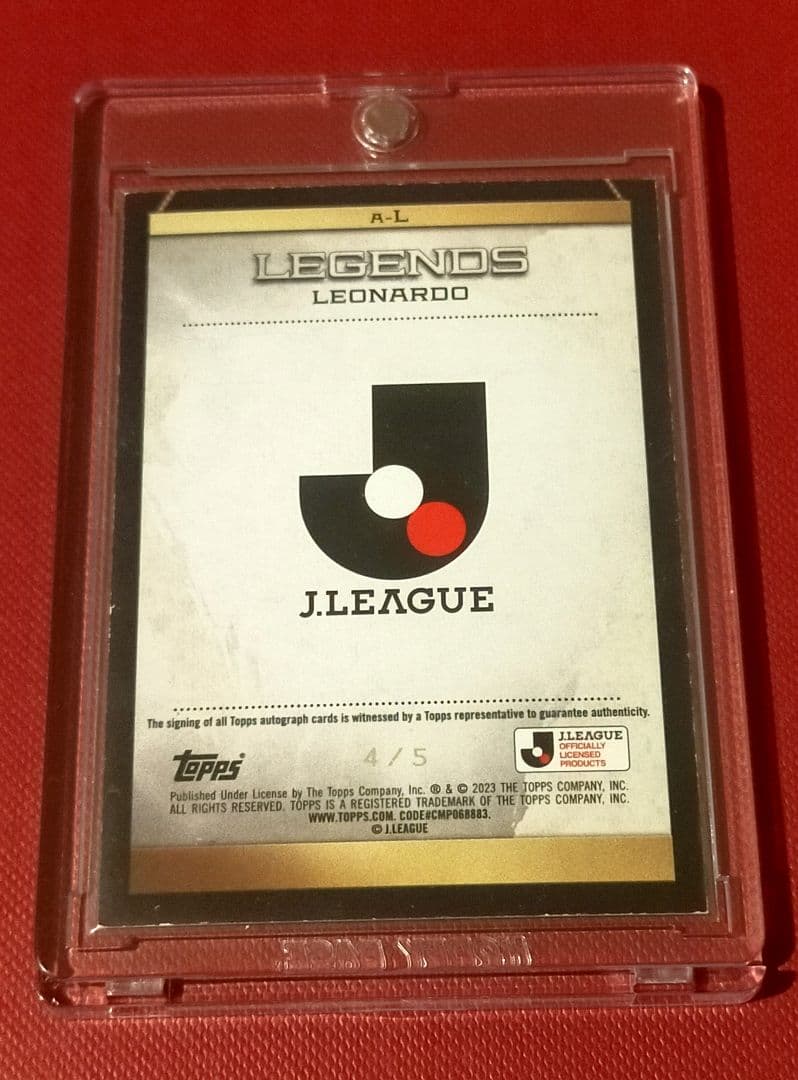 A-L
LEGENDS
LEONARDO
J.LEAGUE
The signing of all Topps autograph cards is witnessed by a Topps representative to guarantee authenticity.
topps®
4/5
J.LEAGUE
OFFICIALLY
LICENSED
PRODUCTS
Published Under License by The Topps Company, Inc. ® & © 2023 THE TOPPS COMPANY, INC.
ALL RIGHTS RESERVED. TOPPS IS A REGISTERED TRADEMARK OF THE TOPPS COMPANY, INC.
WWW.TOPPS.COM. CODE#CMP068883.
© J.LEAGUE